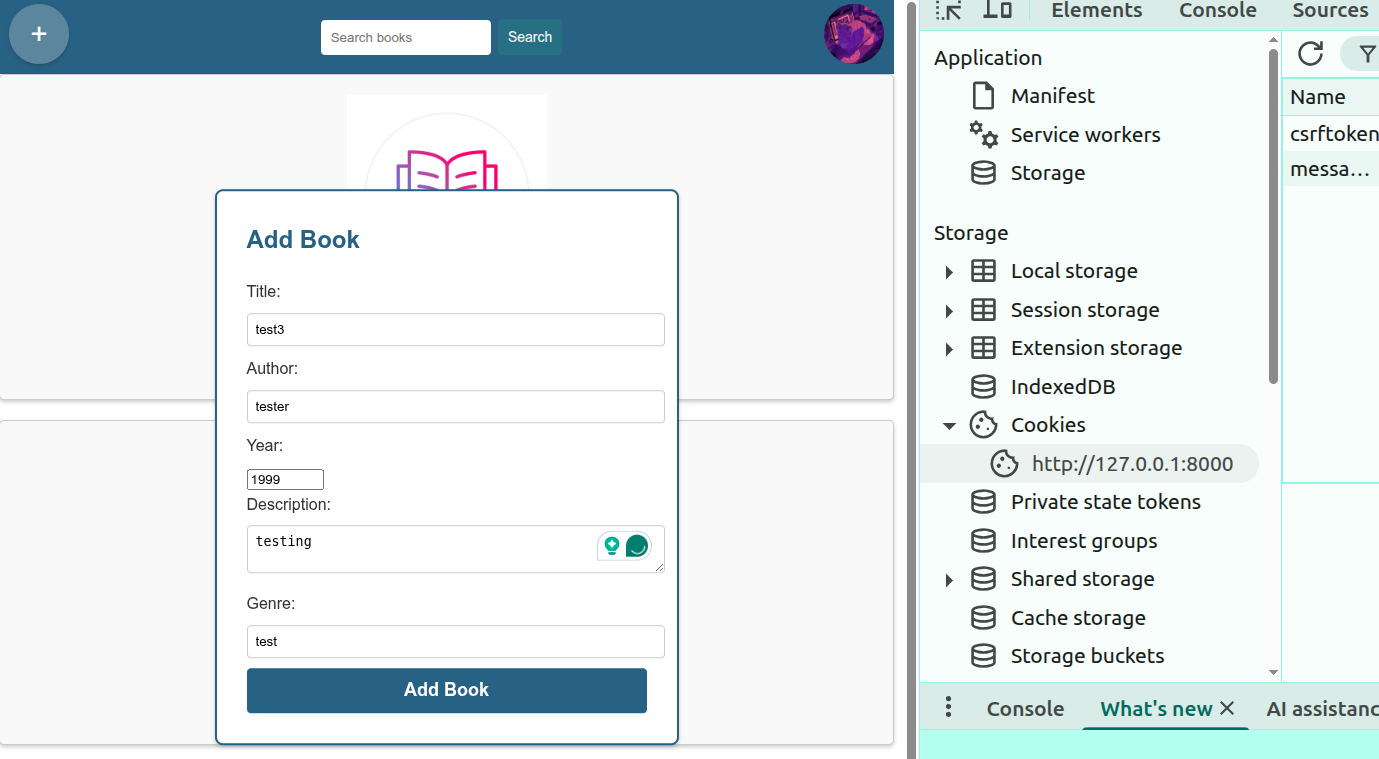 +
Search books
Search
Add Book
Title:
test3
Author:
tester
Year:
1999
Description:
testing
Genre:
test
Add Book
Elements Console Sources
Application
Manifest
Service workers
Storage
Storage
Local storage
Session storage
Extension storage
IndexedDB
Cookies
http://127.0.0.1:8000
Private state tokens
Interest groups
Shared storage
Cache storage
Storage buckets
Name
csrftoken
messa…
Console What's new AI assistanc